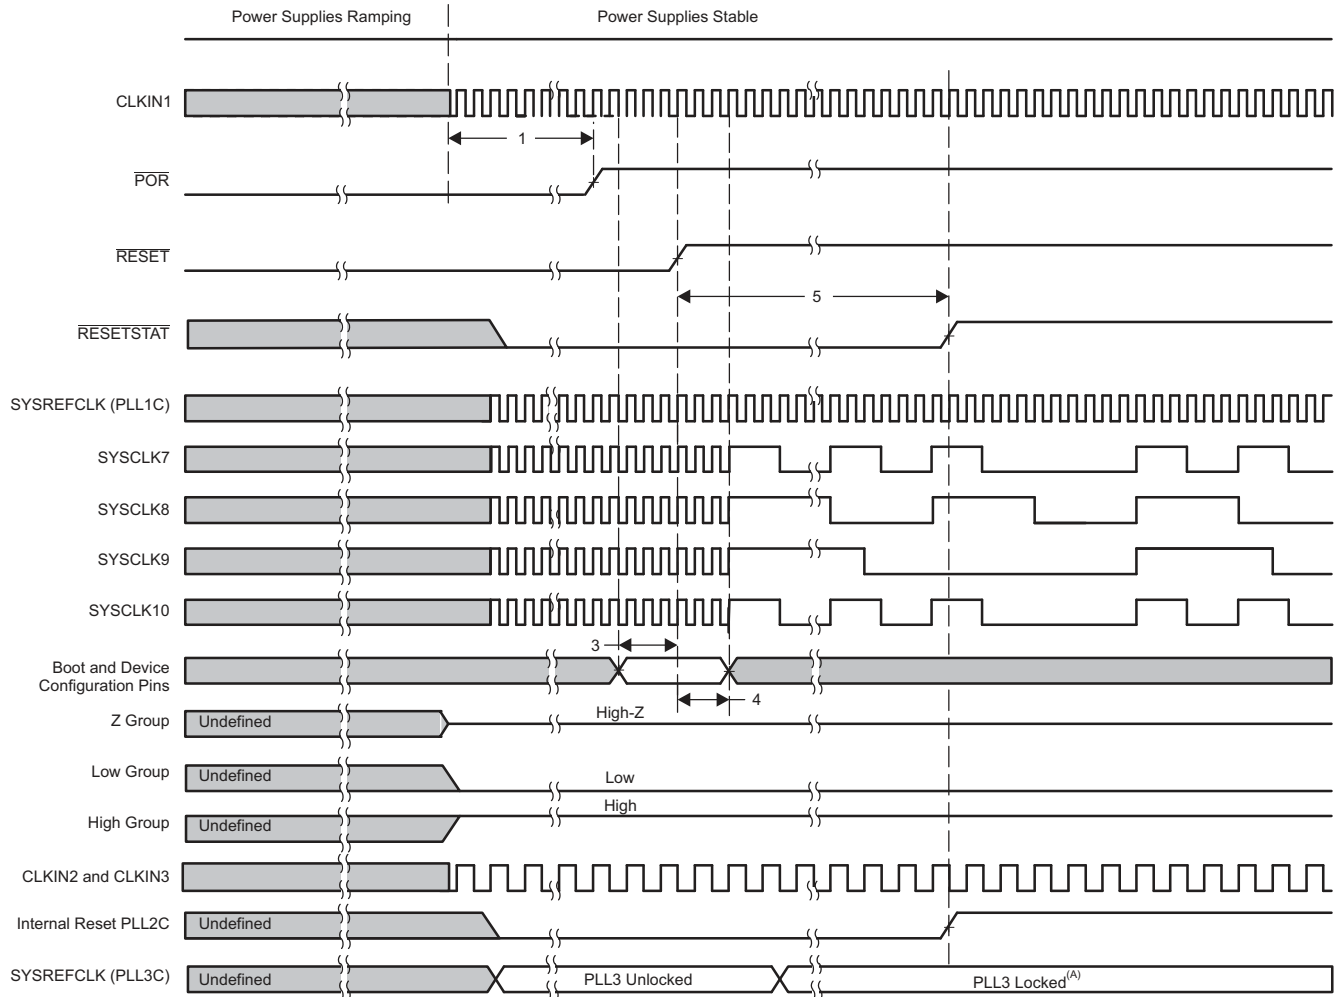 Power Supplies Ramping
Power Supplies Stable
CLKIN1
1
POR
RESET
5
RESETSTAT
SYSREFCLK (PLL1C)
SYSCLK7
SYSCLK8
SYSCLK9
SYSCLK10
3
Boot and Device
Configuration Pins
4
Z Group
Undefined
High-Z
Low Group
Undefined
Low
High Group
Undefined
High
CLKIN2 and CLKIN3
Internal Reset PLL2C
Undefined
SYSREFCLK (PLL3C)
Undefined
PLL3 Unlocked
PLL3 Locked(A)